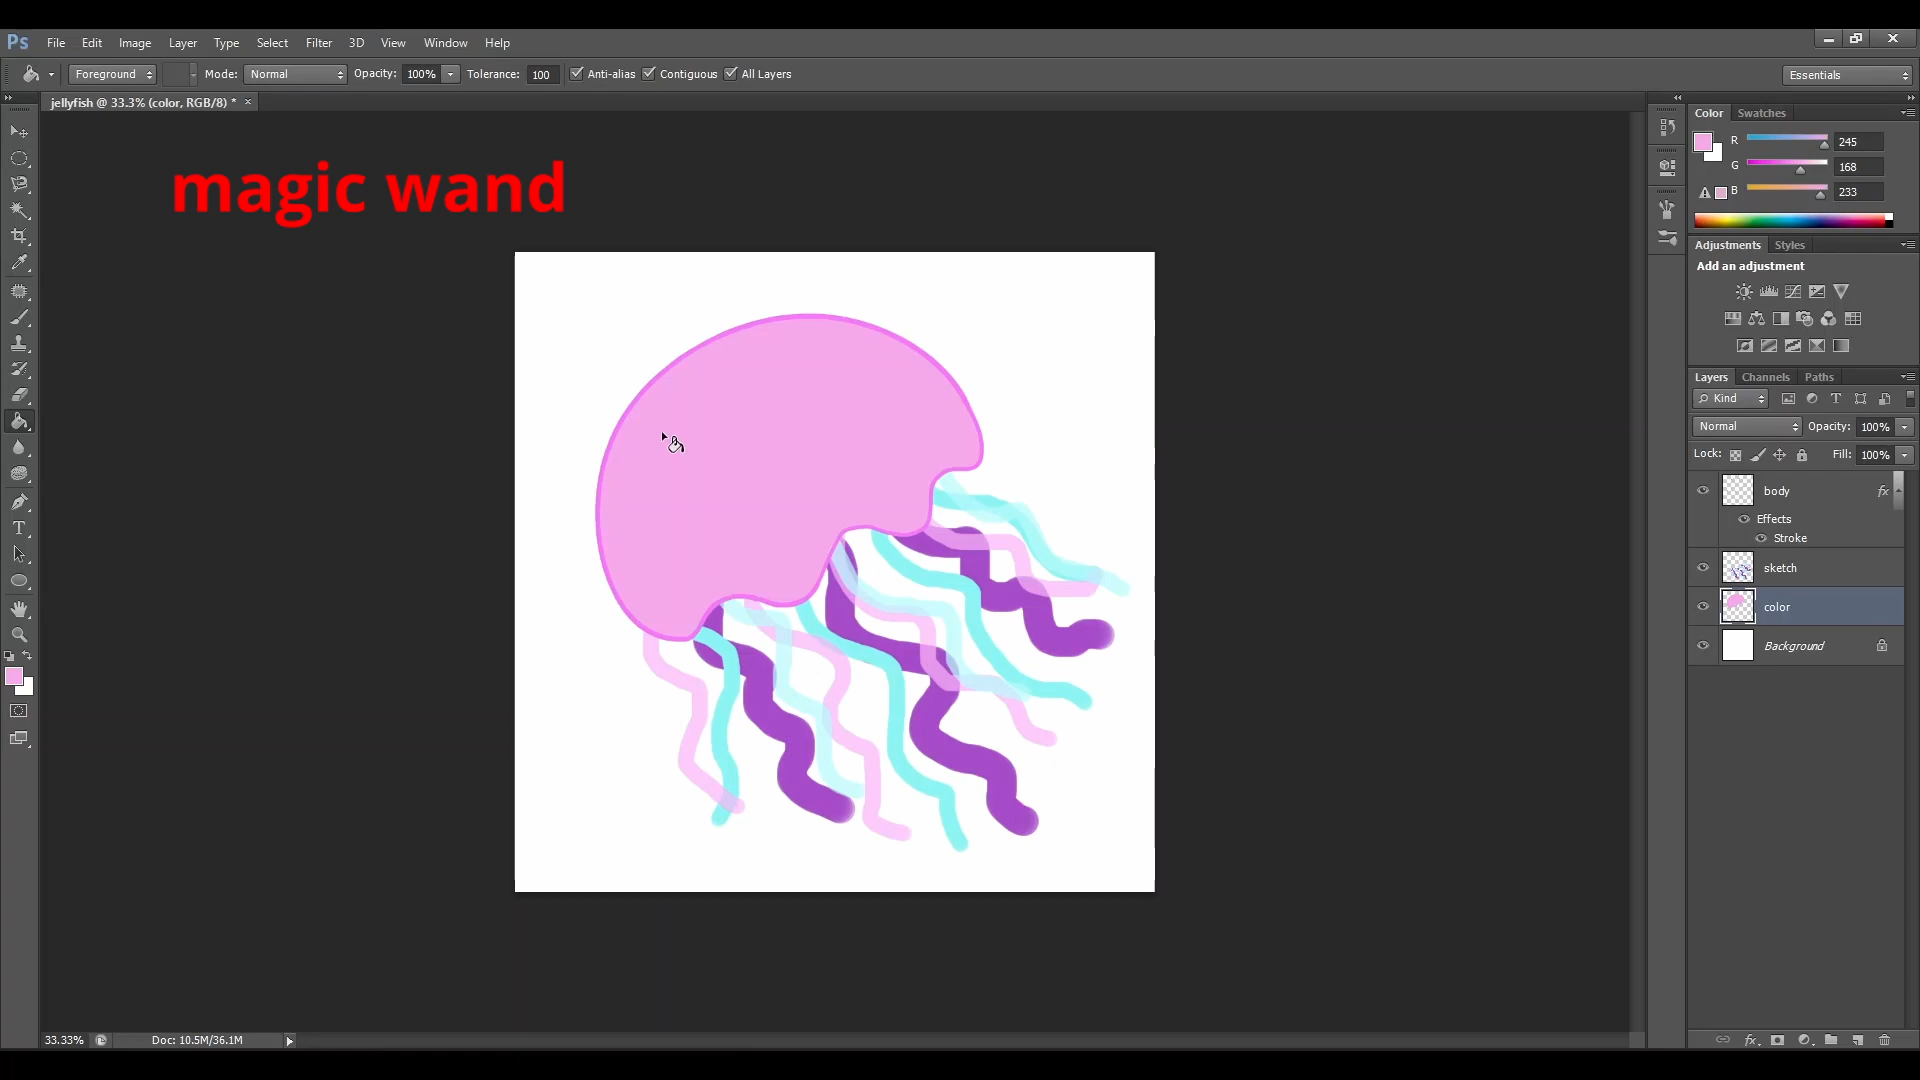 Ps File Edit Image Layer Type Select Filter 3D View Window Help
Foreground Mode: Normal Opacity: 100% Tolerance: 100 Anti-alias Contiguous All Layers Essentials
jellyfish @ 33.3% (color, RGB/8) * ×
magic wand
Color Swatches
R 245
G 168
B 233
Adjustments Styles
Add an adjustment
Layers Channels Paths
Kind T
Normal Opacity: 100%
Lock: Fill: 100%
body fx
Effects
Stroke
sketch
color
Background
T
33.33% Doc: 10.5M/36.1M
fx